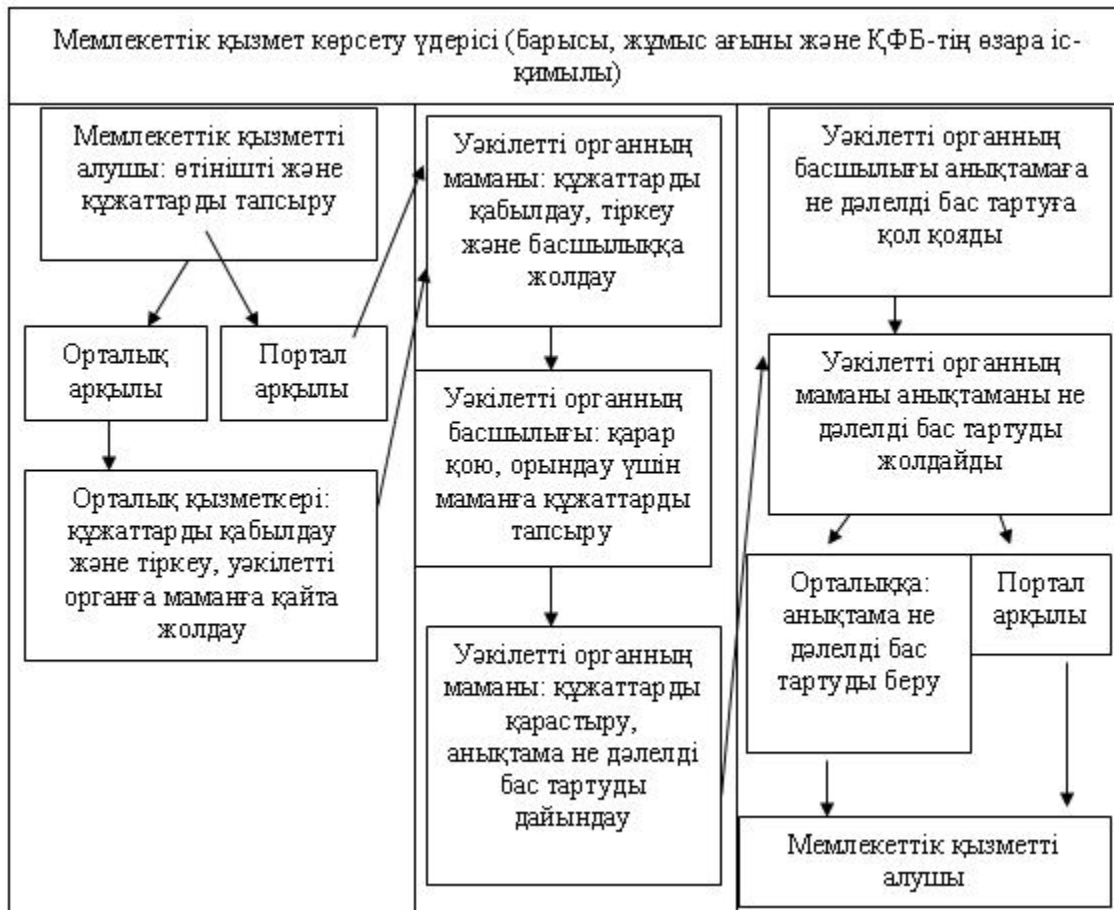 Мемлекеттік қызмет көрсету үдерісі (барысы, жұмыс ағыны және ҚФБ-тің өзара іс-
қимылы)
Мемлекеттік қызметті
алушы: өтінішті және
құжаттарды тапсыру
Орталық
арқылы
Портал
арқылы
Орталық қызметкері:
құжаттарды қабылдау
және тіркеу, уәкілетті
органға маманға қайта
жолдау
Уәкілетті органның
маманы: құжаттарды
қабылдау, тіркеу
және басшылыққа
жолдау
Уәкілетті органның
басшылығы: қарар
қою, орындау үшін
маманға құжаттарды
тапсыру
Уәкілетті органның
маманы: құжаттарды
қарастыру,
анықтама не дәлелді
бас тартуды
дайындау
Уәкілетті органның
басшылығы анықтамаға
не дәлелді бас тартуға
қол қояды
Уәкілетті органның
маманы анықтаманы не
дәлелді бас тартуды
жолдайды
Орталыққа:
анықтама не
дәлелді бас
тартуды беру
Портал
арқылы
Мемлекеттік қызметті
алушы